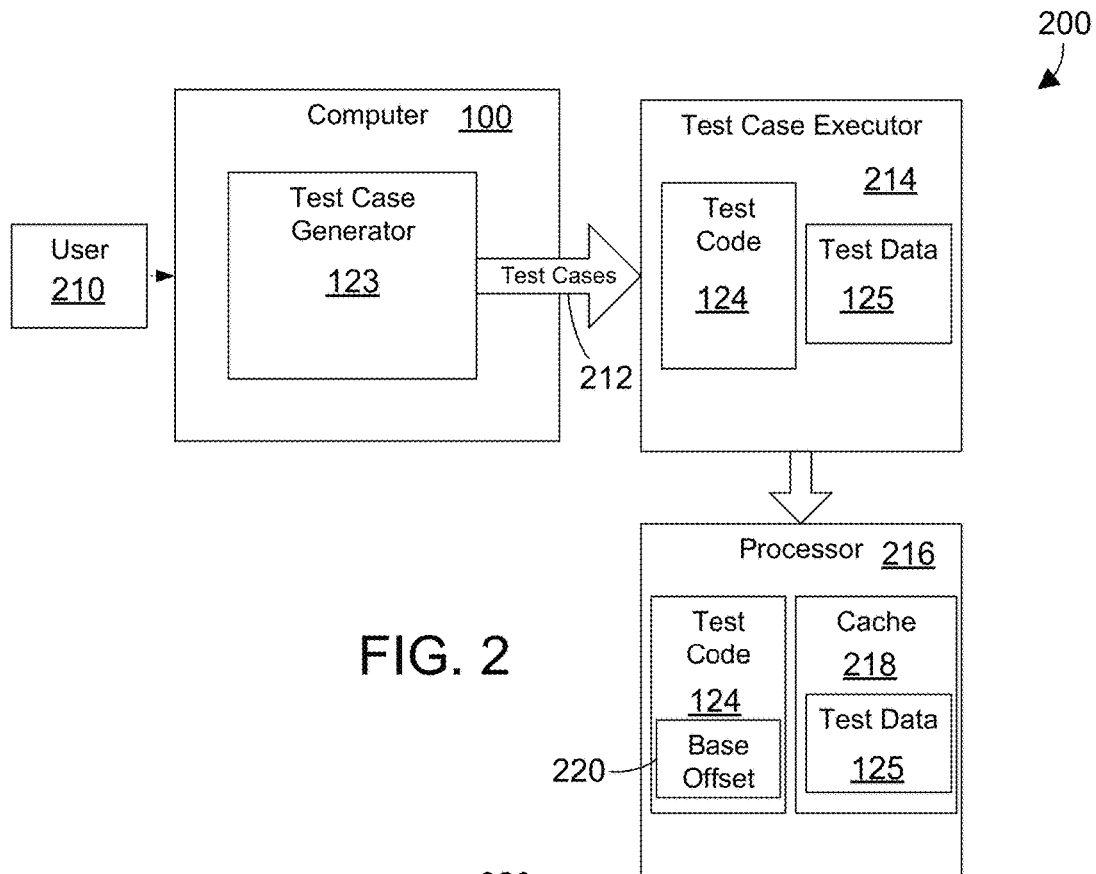 200
Computer 100
Test Case
Generator
123
User
210
Test Cases
212
Test Case Executor
214
Test
Code
124
Test Data
125
Processor 216
Test
Code
124
Base
Offset
220
Cache
218
Test Data
125
FIG. 2